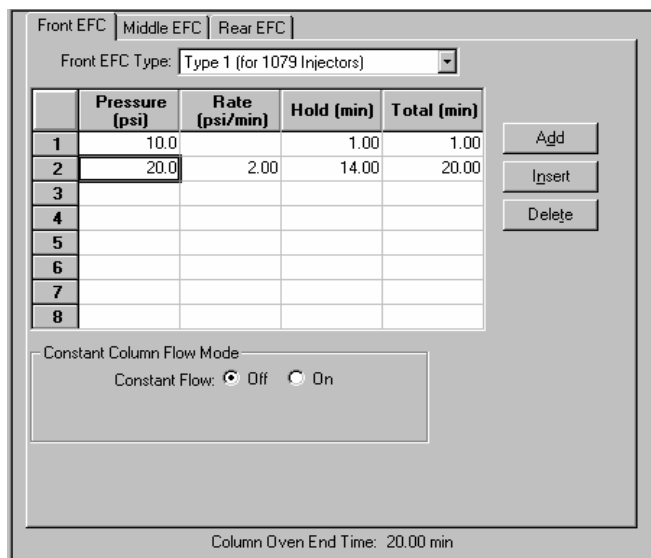 Front EFC Middle EFC Rear EFC
Front EFC Type: Type 1 (for 1079 Injectors)
Pressure (psi) Rate (psi/min) Hold (min) Total (min)
1 10.0 1.00 1.00
2 20.0 2.00 14.00 20.00
3
4
5
6
7
8
Add
Insert
Delete
Constant Column Flow Mode
Constant Flow: Off On
Column Oven End Time: 20.00 min